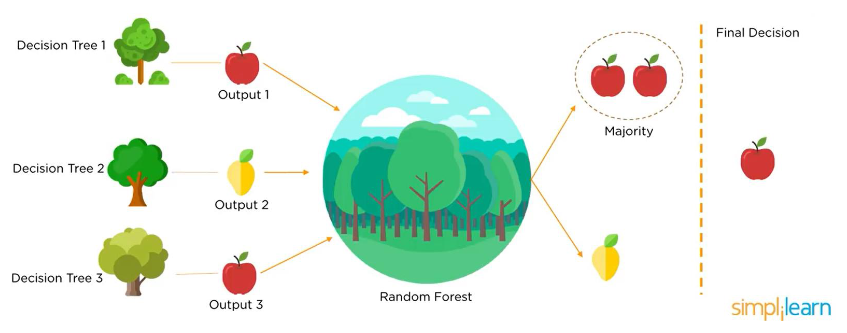 Decision Tree 1
Output 1
Decision Tree 2
Output 2
Decision Tree 3
Output 3
Random Forest
Majority
Final Decision
simplilearn